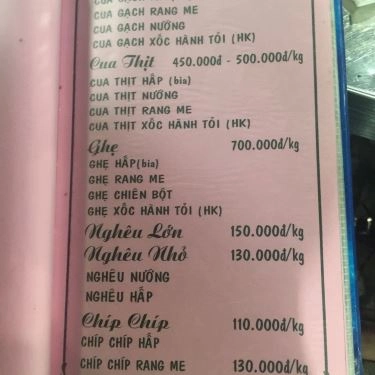 CUA GẠCH RANG ME
CUA GẠCH NƯỚNG
CUA GẠCH XỐC HÀNH TỎI (HK)
Cua Thịt 450.000đ - 500.000đ/kg
CUA THỊT HẤP (bia)
CUA THỊT NƯỚNG
CUA THỊT RANG ME
CUA THỊT XỐC HÀNH TỎI (HK)
Ghẹ 700.000đ/kg
GHẸ HẤP(bia)
GHẸ RANG ME
GHẸ CHIÊN BỘT
GHẸ XỐC HÀNH TỎI (HK)
Nghêu Lớn 150.000đ/kg
Nghêu Nhỏ 130.000đ/kg
NGHÊU NƯỚNG
NGHÊU HẤP
Chíp Chíp 110.000đ/kg
CHÍP CHÍP HẤP
CHÍP CHÍP RANG ME 130.000đ/kg